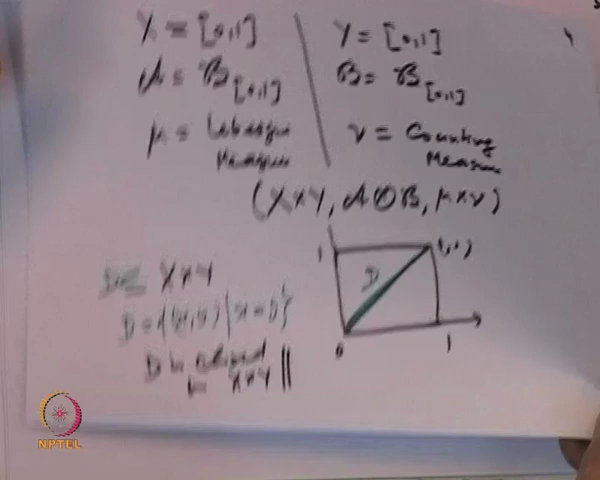 X = [0,1]
Y = [0,1]
A = B[0,1]
B = B[0,1]
μ = Lebesgue Measure
ν = Counting Measure
(X×Y, A⊗B, μ×ν)
1
(1,1)
D
D ⊆ X×Y
D = {(x,y) | x=y}
0
1
D is closed
in X×Y ||
NPTEL